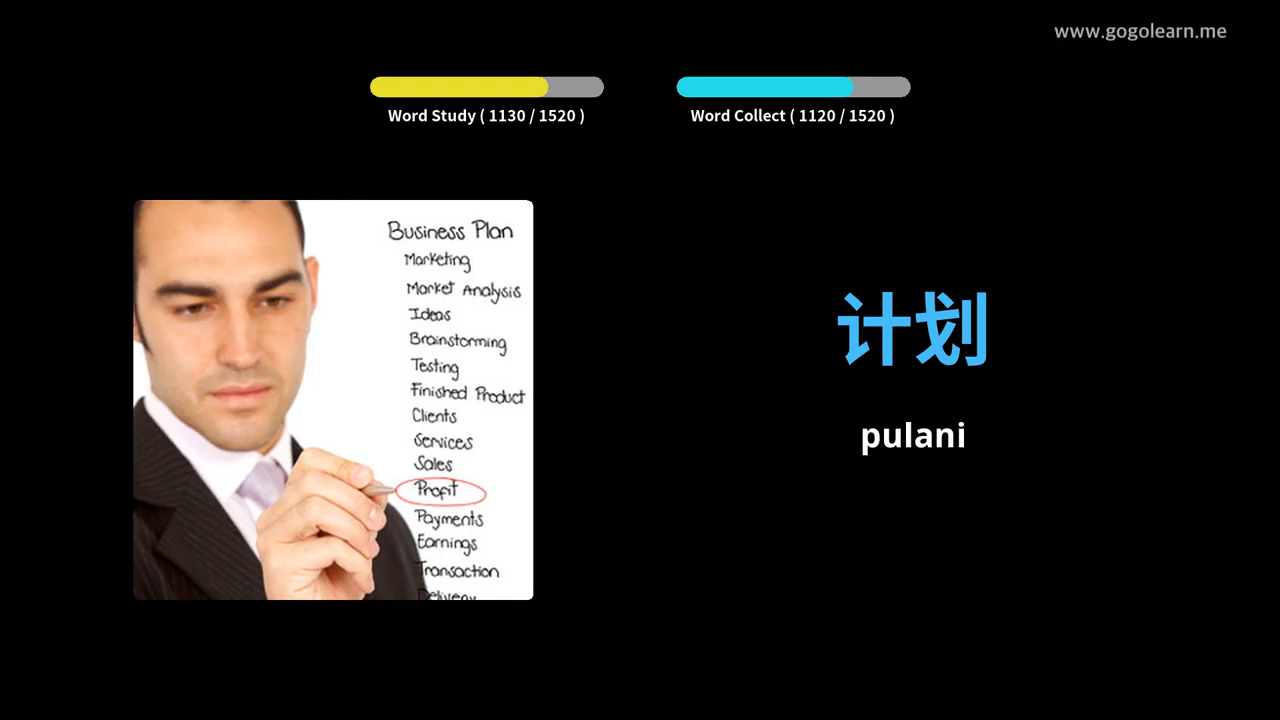 www.gogolearn.me
Word Study ( 1130 / 1520 )
Word Collect ( 1120 / 1520 )
Business Plan
Marketing
Market Analysis
Ideas
Brainstorming
Testing
Finished Product
Clients
Services
Sales
Profit
Payments
Earnings
Transaction
Delivery
计划
pulani